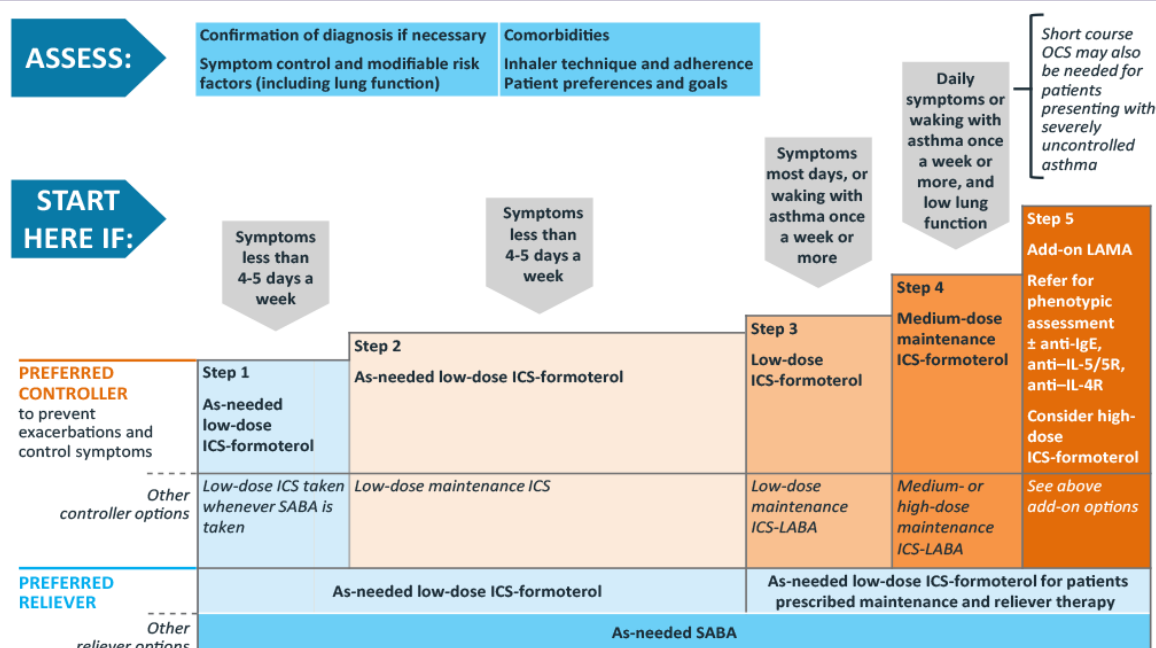 ASSESS:
Confirmation of diagnosis if necessary
Symptom control and modifiable risk
factors (including lung function)
Comorbidities
Inhaler technique and adherence
Patient preferences and goals
Short course
OCS may also
be needed for
patients
presenting with
severely
uncontrolled
asthma
START
HERE IF:
Symptoms
less than
4-5 days a
week
Symptoms
less than
4-5 days a
week
Symptoms
most days, or
waking with
asthma once
a week or
more
Daily
symptoms or
waking with
asthma once
a week or
more, and
low lung
function
PREFERRED
CONTROLLER
to prevent
exacerbations and
control symptoms
Step 1
As-needed
low-dose
ICS-formoterol
Step 2
As-needed low-dose ICS-formoterol
Step 3
Low-dose
ICS-formoterol
Step 4
Medium-dose
maintenance
ICS-formoterol
Step 5
Add-on LAMA
Refer for
phenotypic
assessment
± anti-IgE,
anti–IL-5/5R,
anti–IL-4R
Consider high-
dose
ICS-formoterol
Other
controller options
Low-dose ICS taken
whenever SABA is
taken
Low-dose maintenance ICS
Low-dose
maintenance
ICS-LABA
Medium- or
high-dose
maintenance
ICS-LABA
See above
add-on options
PREFERRED
RELIEVER
As-needed low-dose ICS-formoterol
As-needed low-dose ICS-formoterol for patients
prescribed maintenance and reliever therapy
Other
reliever options
As-needed SABA